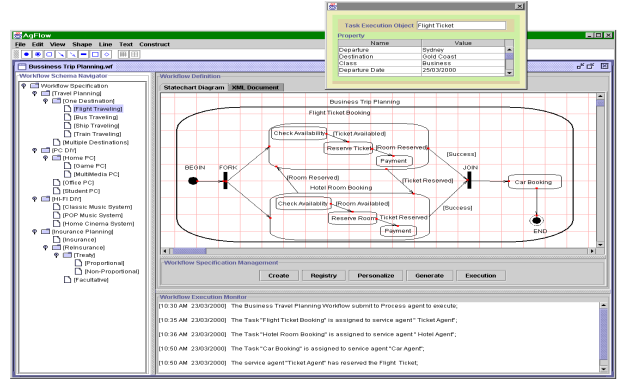 Task Execution Object Flight Ticket
Property
Name Value
Departure Sydney
Destination Gold Coast
Class Business
Departure Date 25/03/2000
AgFlow
File Edit View Shape Line Text Construct
Bussiness Trip Planning.wf
Workflow Schema Navigator
Workflow Specification
[Travel Planning]
[One Destination]
[Flight Traveling]
[Bus Traveling]
[Ship Traveling]
[Train Traveling]
[Multiple Destinations]
[PC DIY]
[Home PC]
[Game PC]
[MultiMedia PC]
[Office PC]
[Student PC]
[HI-FI DIY]
[Classic Music System]
[POP Music System]
[Home Cinema System]
[Insurance Planning]
[Insurance]
[Reinsurance]
[Treaty]
[Proportional]
[Non-Proportional]
[Facultative]
Workflow Definition
Statechart Diagram XML Document
Business Trip Planning
Flight Ticket Booking
Check Availability
[Ticket Availabled]
Reserve Ticket
[Room Reserved]
Payment
[Success]
BEGIN
FORK
JOIN
[Room Reserved]
[Ticket Reserved]
Car Booking
Hotel Room Booking
Check Availability
[Room Available]
Reserve Room
Ticket Reserved
Payment
[Success]
END
Workflow Specification Management
Create Registry Personalize Generate Execution
Workflow Execution Monitor
[10:30 AM 23/03/2000] The Business Travel Planning Workflow submit to Process agent to execute;
[10:35 AM 23/03/2000] The Task "Flight Ticket Booking" is assigned to service agent " Ticket Agent";
[10:36 AM 23/03/2000] The Task "Hotel Room Booking" is assigned to service agent " Hotel Agent";
[10:50 AM 23/03/2000] The Task "Car Booking" is assigned to service agent "Car Agent";
[10:50 AM 23/03/2000] The service agent "Ticket Agent" has reserved the Flight Ticket;